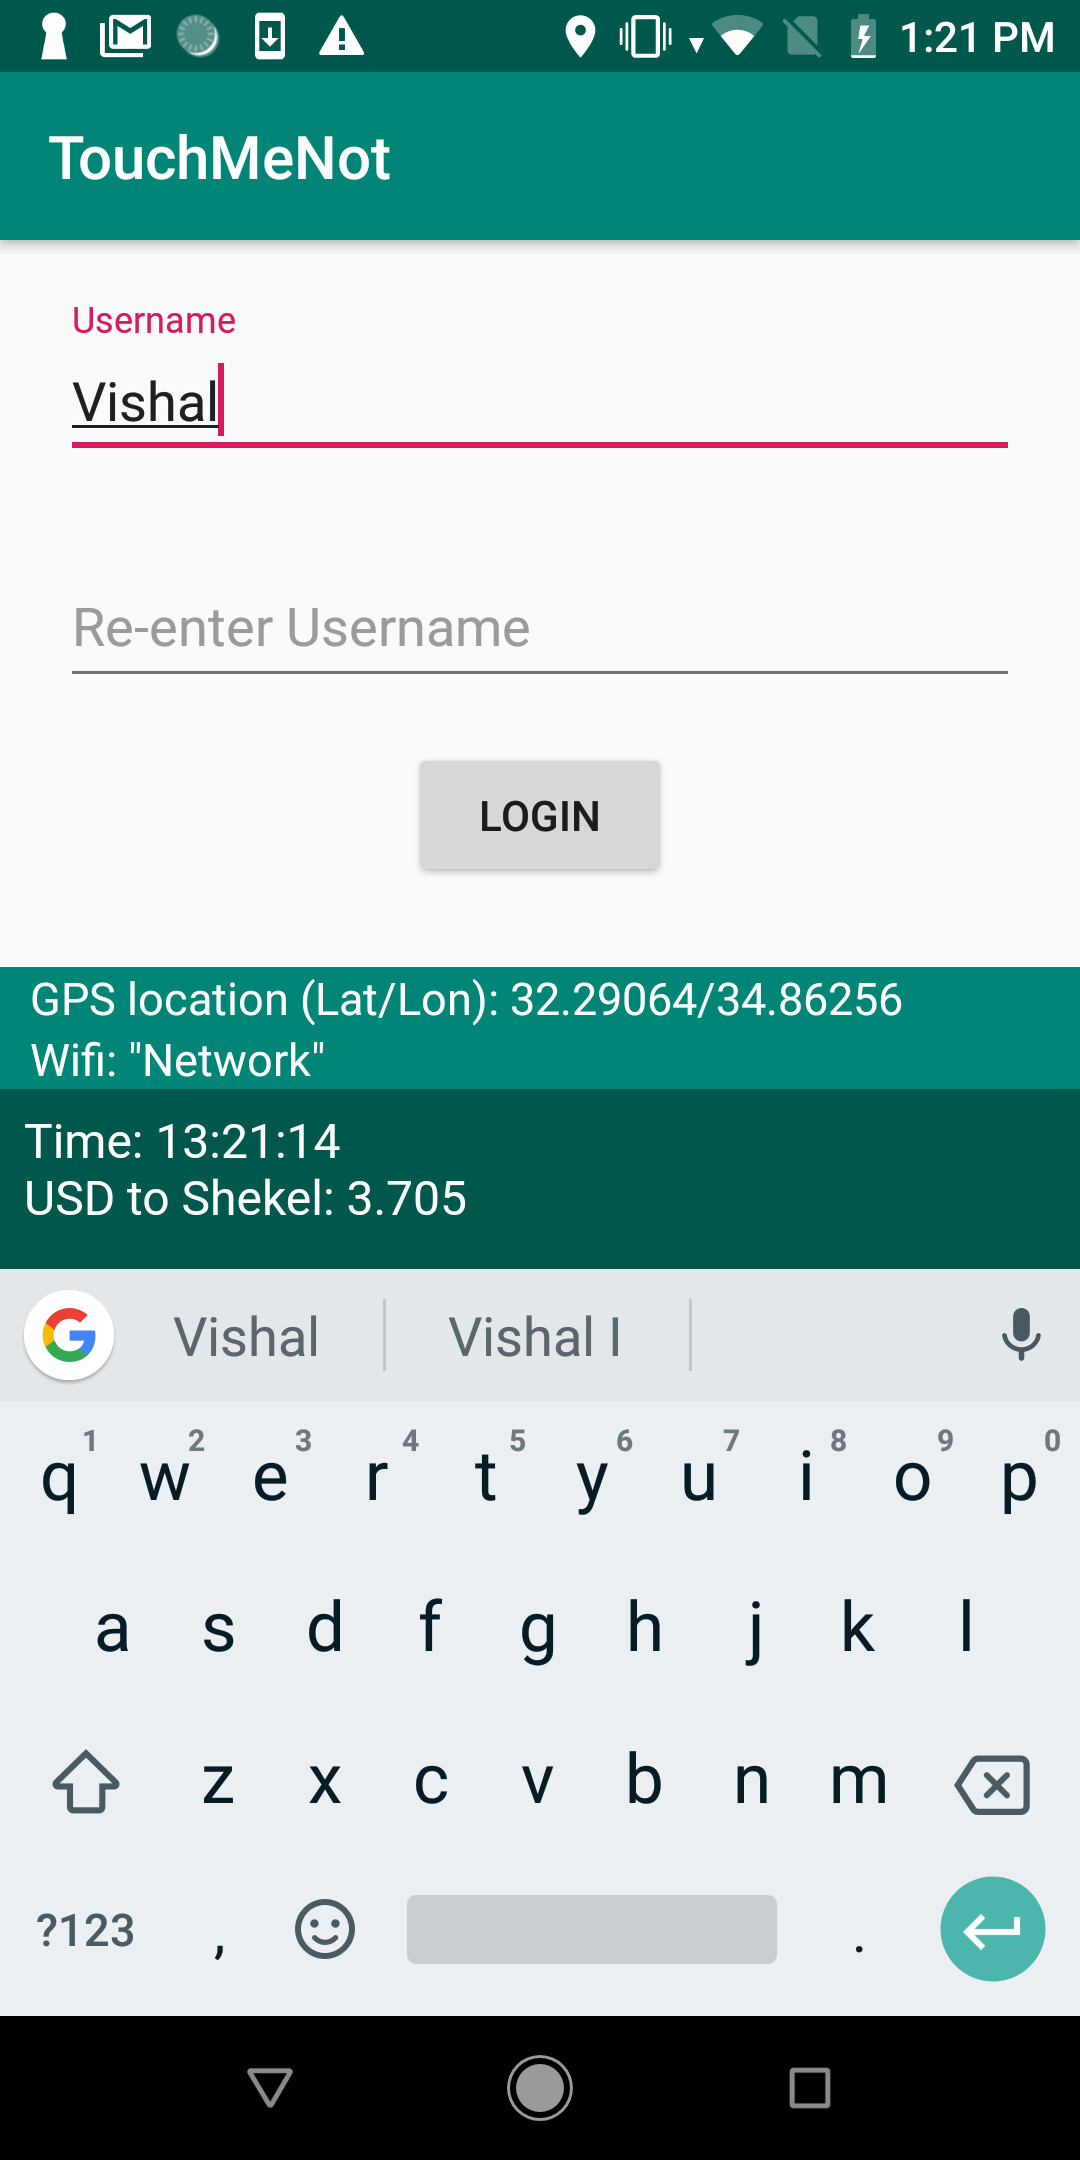 1:21 PM
TouchMeNot
Username
Vishal
Re-enter Username
LOGIN
GPS location (Lat/Lon): 32.29064/34.86256
Wifi: "Network"
Time: 13:21:14
USD to Shekel: 3.705
Vishal Vishal I
1 2 3 4 5 6 7 8 9 0
q w e r t y u i o p
a s d f g h j k l
z x c v b n m
?123 , .